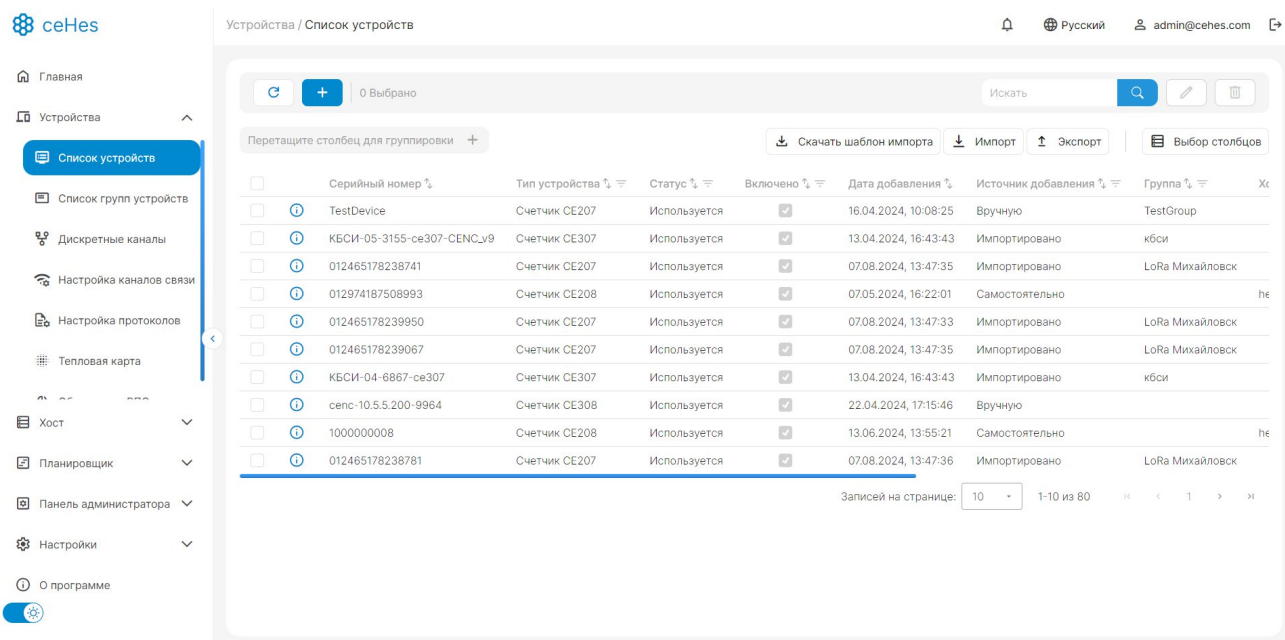 ceHes
Устройства / Список устройств
Русский
admin@cehes.com
Главная
Устройства
Список устройств
Список групп устройств
Дискретные каналы
Настройка каналов связи
Настройка протоколов
Тепловая карта
Хост
Планировщик
Панель администратора
Настройки
О программе
0 Выбрано
Искать
Перетащите столбец для группировки +
Скачать шаблон импорта
Импорт
Экспорт
Выбор столбцов
Серийный номер Тип устройства Статус Включено Дата добавления Источник добавления Группа Хо
TestDevice Счетчик CE207 Используется 16.04.2024, 10:08:25 Вручную TestGroup
КБСИ-05-3155-ce307-CENC_v9 Счетчик CE307 Используется 13.04.2024, 16:43:43 Импортировано кбси
012465178238741 Счетчик CE207 Используется 07.08.2024, 13:47:35 Импортировано LoRa Михайловск
012974187508993 Счетчик CE208 Используется 07.05.2024, 16:22:01 Самостоятельно he
012465178239950 Счетчик CE207 Используется 07.08.2024, 13:47:33 Импортировано LoRa Михайловск
012465178239067 Счетчик CE207 Используется 07.08.2024, 13:47:35 Импортировано LoRa Михайловск
КБСИ-04-6867-ce307 Счетчик CE307 Используется 13.04.2024, 16:43:43 Импортировано кбси
cenc-10.5.5.200-9964 Счетчик CE308 Используется 22.04.2024, 17:15:46 Вручную
1000000008 Счетчик CE208 Используется 13.06.2024, 13:55:21 Самостоятельно he
012465178238781 Счетчик CE207 Используется 07.08.2024, 13:47:36 Импортировано LoRa Михайловск
Записей на странице: 10 1-10 из 80 1